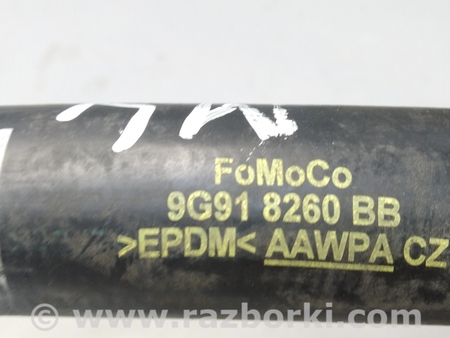 FoMoCo
9G91 8260 BB
>EPDM< AAWPA CZ
© www.razborki.com